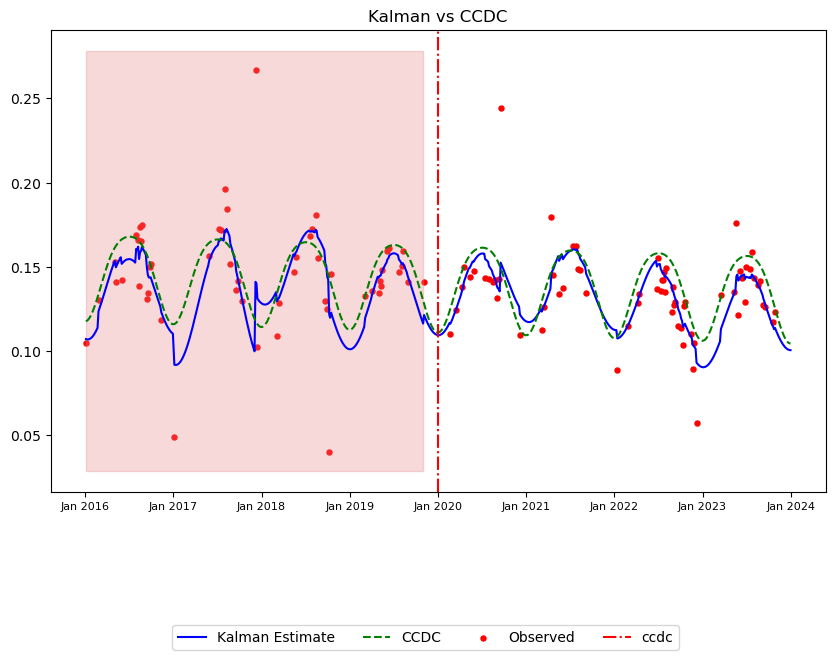 Kalman vs CCDC
0.25
0.20
0.15
0.10
0.05
Jan 2016 Jan 2017 Jan 2018 Jan 2019 Jan 2020 Jan 2021 Jan 2022 Jan 2023 Jan 2024
Kalman Estimate CCDC Observed ccdc